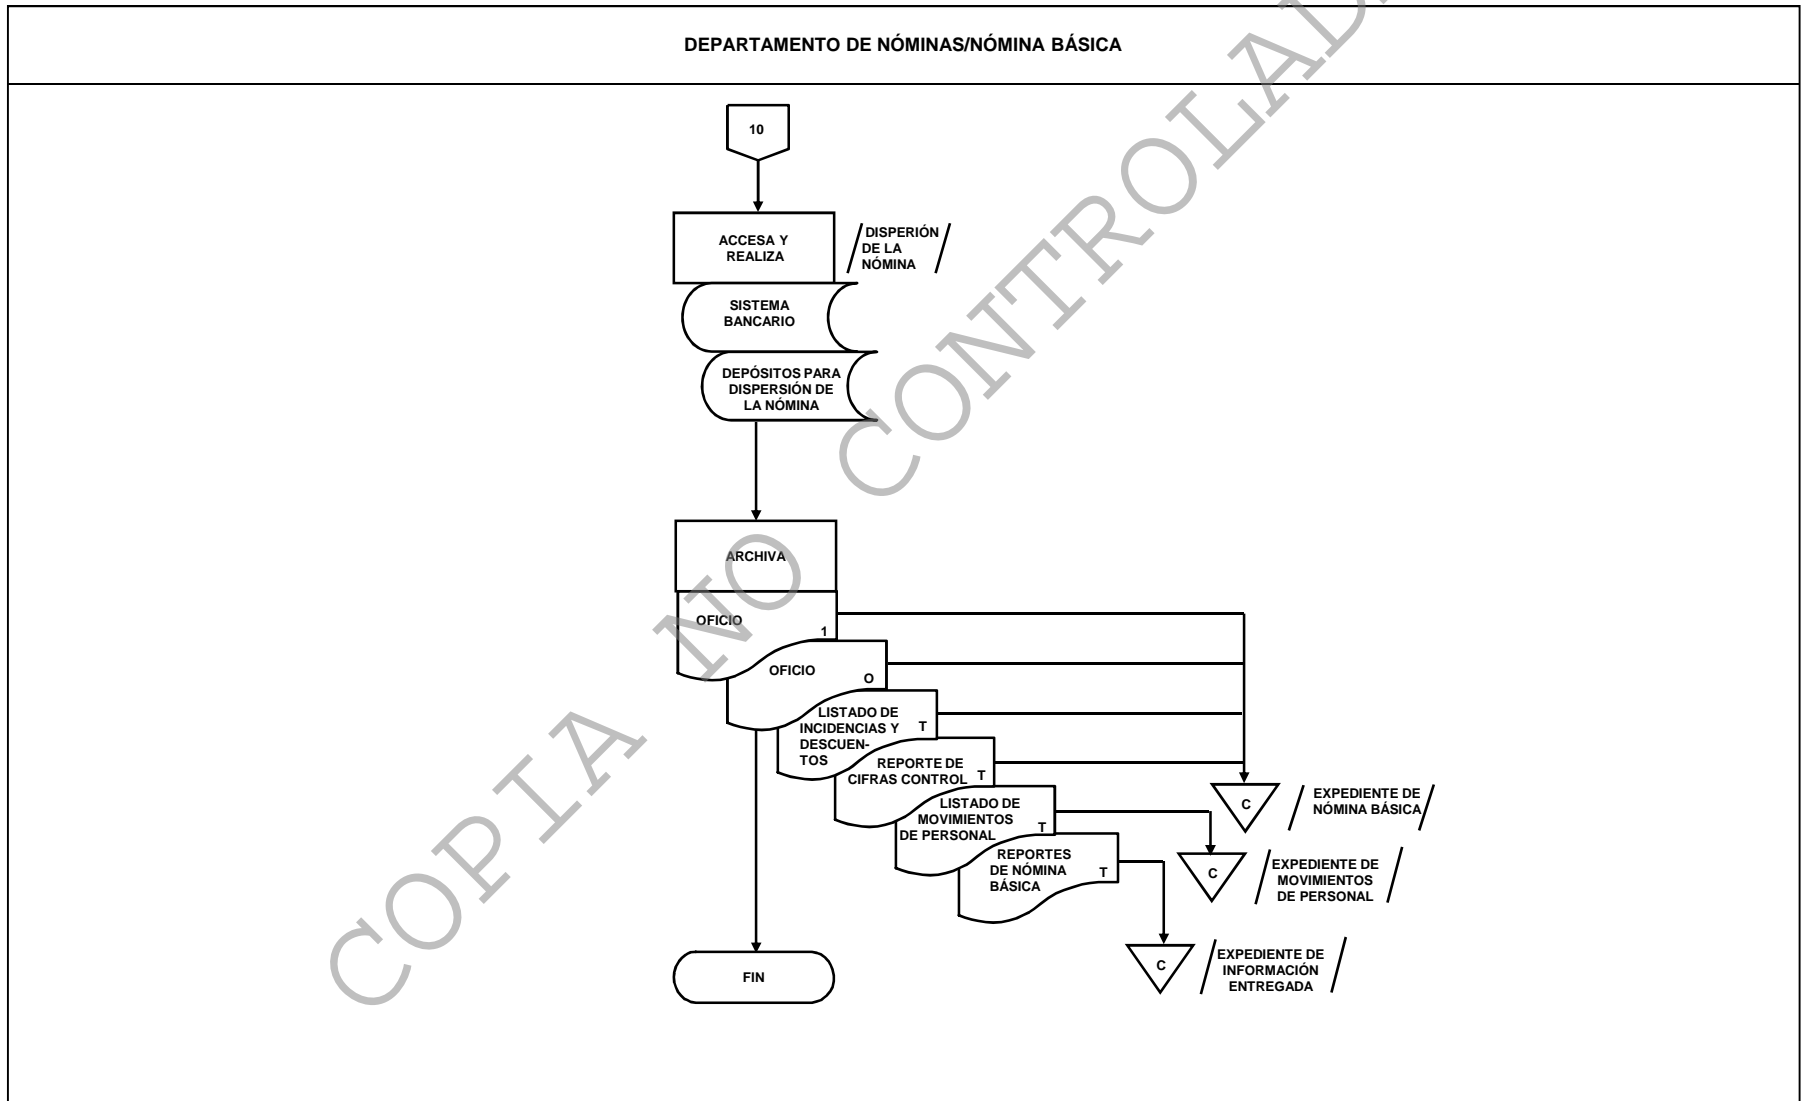 DEPARTAMENTO DE NÓMINAS/NÓMINA BÁSICA
10
ACCESA Y
REALIZA
DISPERIÓN
DE LA
NÓMINA
SISTEMA
BANCARIO
DEPÓSITOS PARA
DISPERSIÓN DE
LA NÓMINA
ARCHIVA
OFICIO
1
OFICIO
O
LISTADO DE
INCIDENCIAS Y
DESCUEN-
TOS
T
REPORTE DE
CIFRAS CONTROL
T
LISTADO DE
MOVIMIENTOS
DE PERSONAL
T
REPORTES
DE NÓMINA
BÁSICA
T
C
EXPEDIENTE DE
NÓMINA BÁSICA
C
EXPEDIENTE DE
MOVIMIENTOS
DE PERSONAL
C
EXPEDIENTE DE
INFORMACIÓN
ENTREGADA
FIN
COPIA NO CONTROLAD